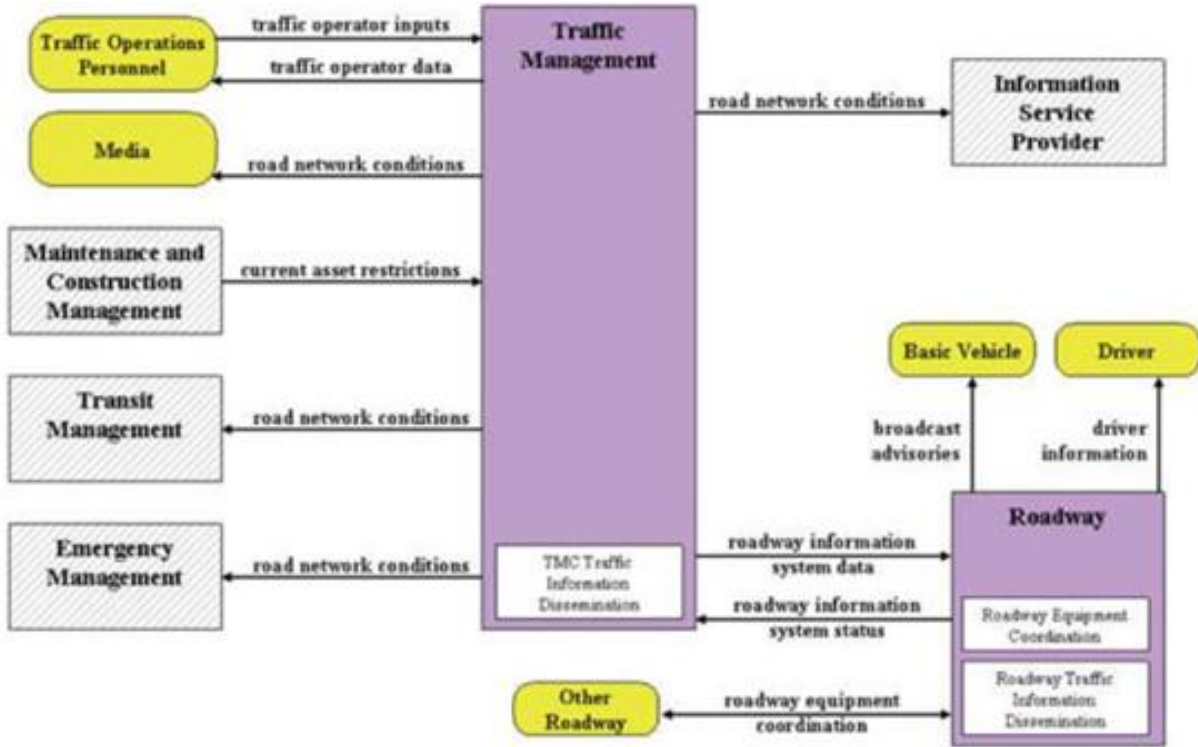 Traffic Operations
Personnel
traffic operator inputs
traffic operator data
Traffic
Management
Media
road network conditions
road network conditions
Information
Service
Provider
Maintenance and
Construction
Management
current asset restrictions
Transit
Management
road network conditions
Emergency
Management
road network conditions
TMC Traffic
Information
Dissemination
Basic Vehicle
Driver
broadcast
advisories
driver
information
Roadway
roadway information
system data
roadway information
system status
Roadway Equipment
Coordination
Roadway Traffic
Information
Dissemination
Other
Roadway
roadway equipment
coordination